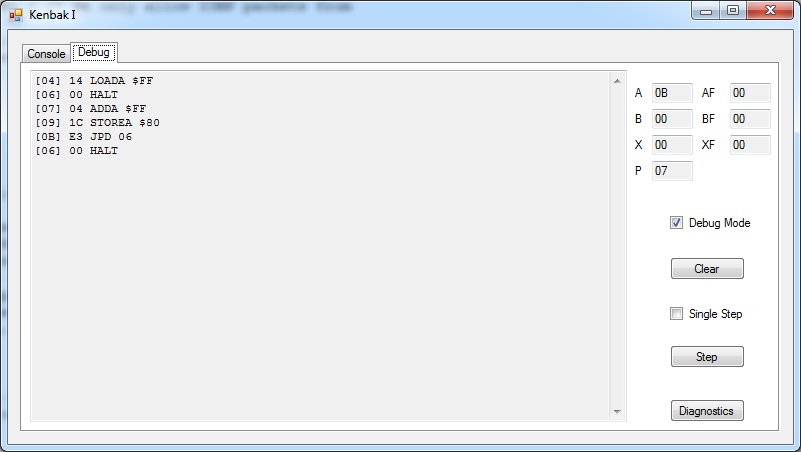 Kenbak I
Console Debug
[04] 14 LOADA $FF
[06] 00 HALT
[07] 04 ADDA $FF
[09] 1C STOREA $80
[0B] E3 JPD 06
[06] 00 HALT
A 0B AF 00
B 00 BF 00
X 00 XF 00
P 07
Debug Mode
Clear
Single Step
Step
Diagnostics